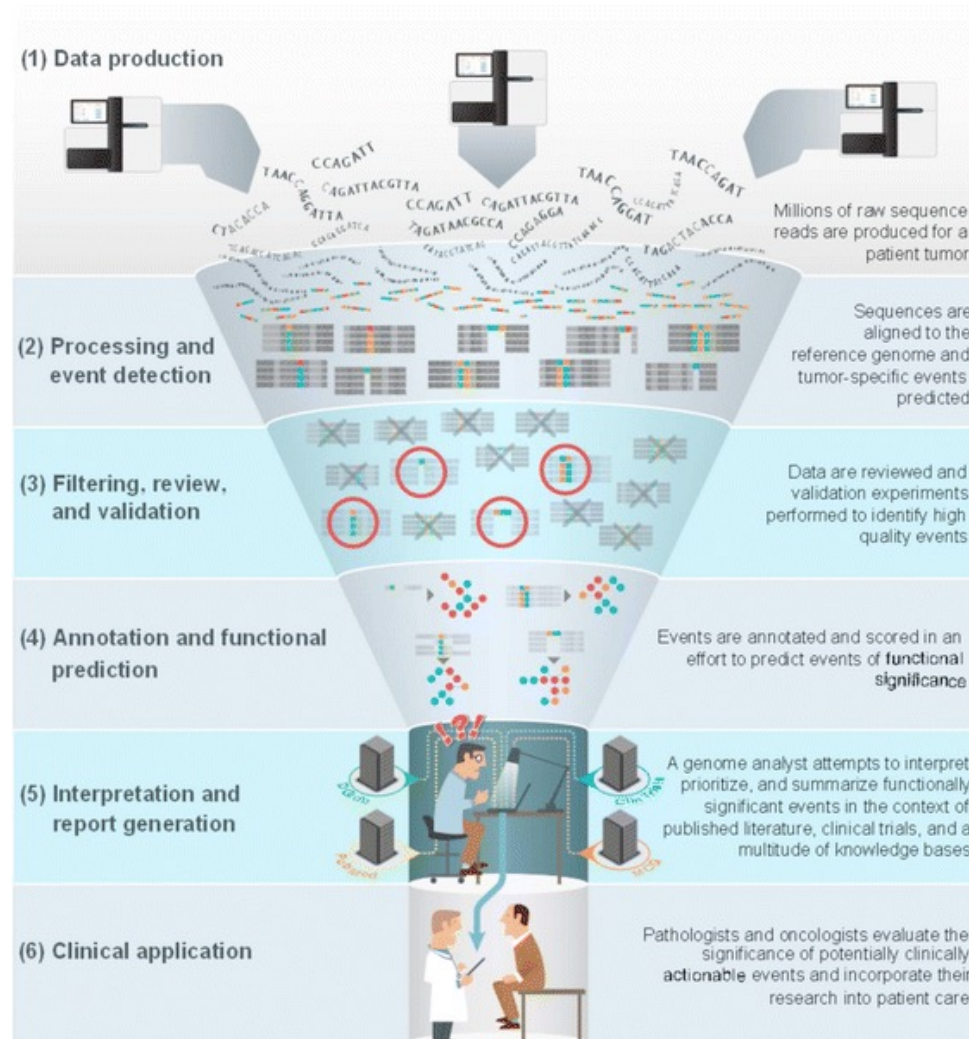 (1) Data production
CCAGATT
TAACCAGGATTA
CAGATTACGTTA
CTACACCA
CCAGATT
CAGATTACGTTA
TAGATAACGCCA
CCAGAGGA
TAACCAGGAT
TAACCAGAT
TAGACTACACCA
Millions of raw sequence
reads are produced for a
patient tumor
(2) Processing and
event detection
Sequences are
aligned to the
reference genome and
tumor-specific events
predicted
(3) Filtering, review,
and validation
Data are reviewed and
validation experiments
performed to identify high
quality events
(4) Annotation and functional
prediction
Events are annotated and scored in an
effort to predict events of functional
significance
!?!
(5) Interpretation and
report generation
Pubmed
A genome analyst attempts to interpret
prioritize, and summarize functionally
significant events in the context of
published literature, clinical trials, and a
multitude of knowledge bases
(6) Clinical application
Pathologists and oncologists evaluate the
significance of potentially clinically
actionable events and incorporate their
research into patient care